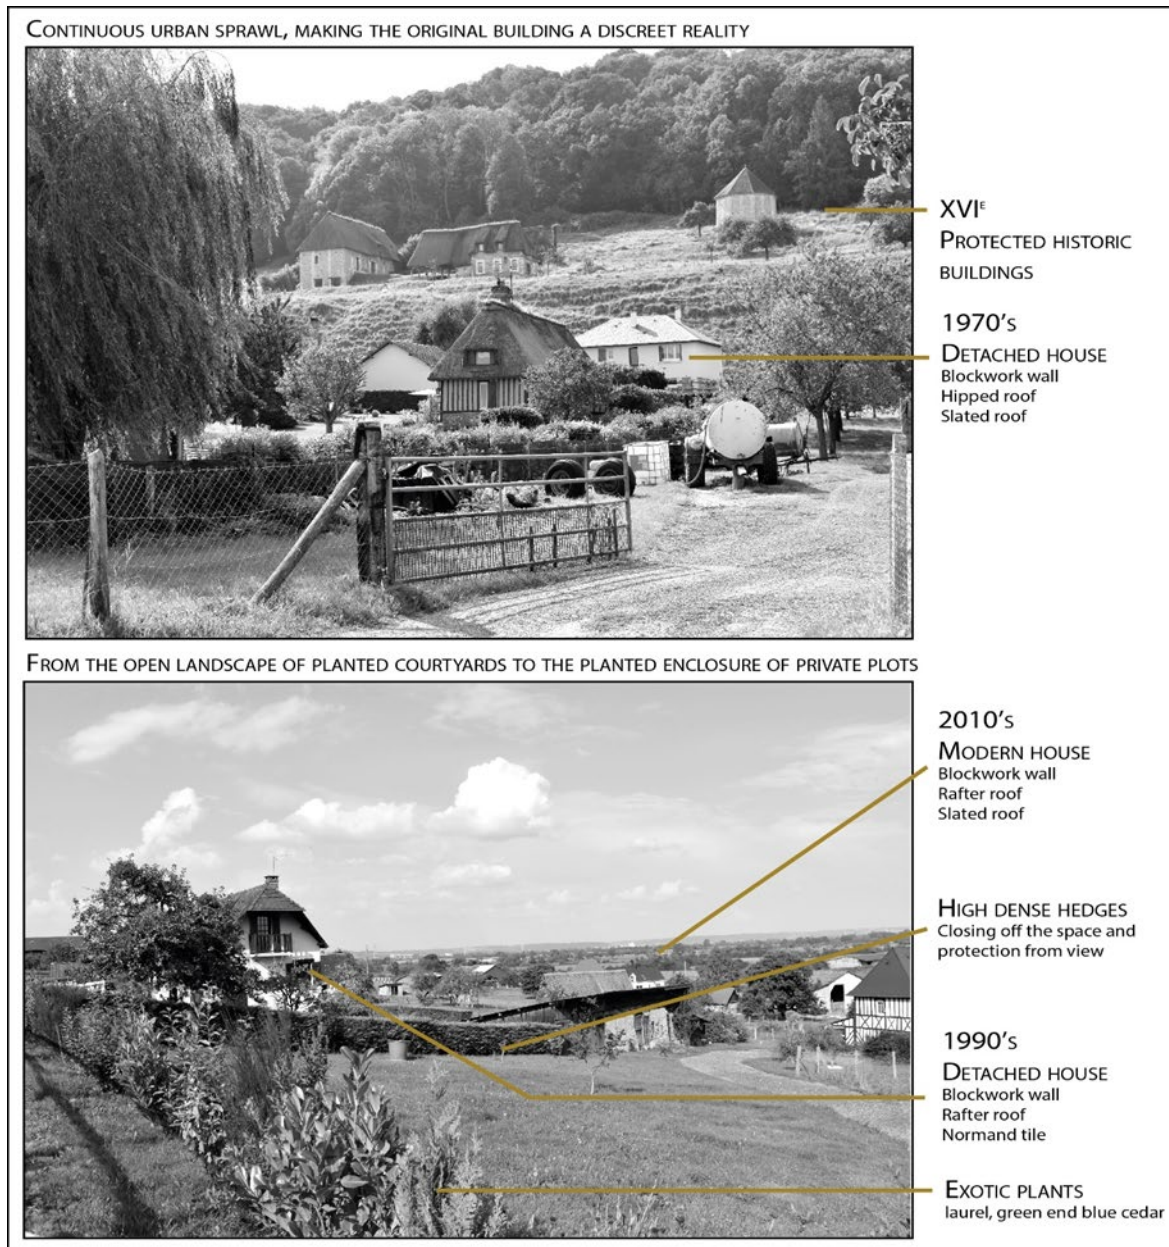 Continuous urban sprawl, making the original building a discreet reality
XVIᴱ
Protected historic
buildings
1970's
Detached house
Blockwork wall
Hipped roof
Slated roof
From the open landscape of planted courtyards to the planted enclosure of private plots
2010's
Modern house
Blockwork wall
Rafter roof
Slated roof
High dense hedges
Closing off the space and
protection from view
1990's
Detached house
Blockwork wall
Rafter roof
Normand tile
Exotic plants
laurel, green end blue cedar